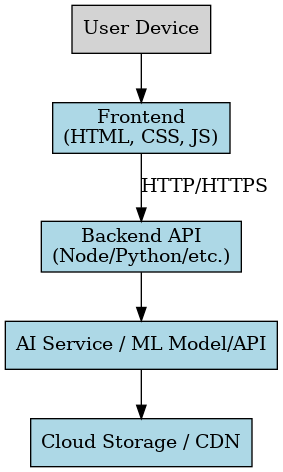 User Device
Frontend
(HTML, CSS, JS)
HTTP/HTTPS
Backend API
(Node/Python/etc.)
AI Service / ML Model/API
Cloud Storage / CDN